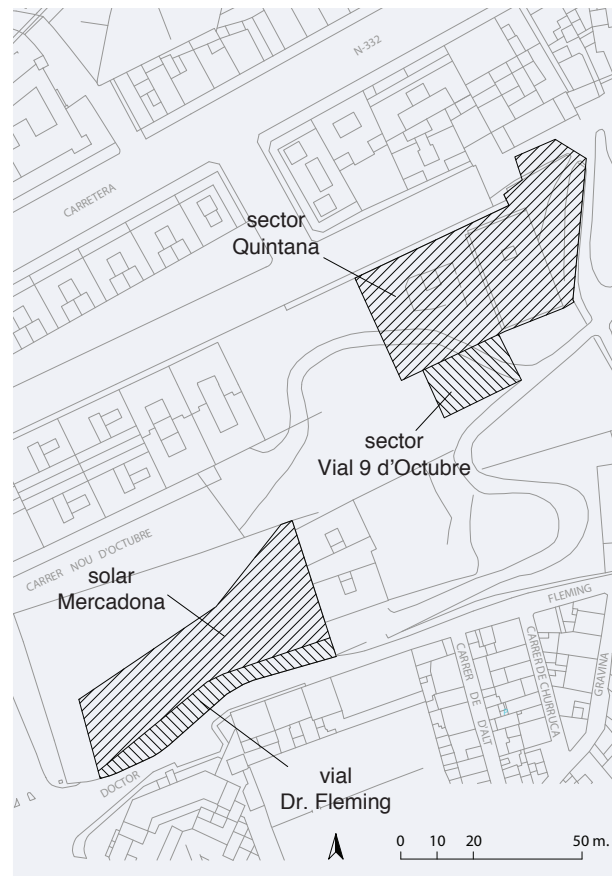 N-332
CARRETERA
sector
Quintana
sector
Vial 9 d'Octubre
CARRER NOU D'OCTUBRE
solar
Mercadona
FLEMING
CARRER DE D'ALT
CARRER DE CHURRUCA
GRAVINA
vial
Dr. Fleming
DOCTOR
0 10 20 50 m.